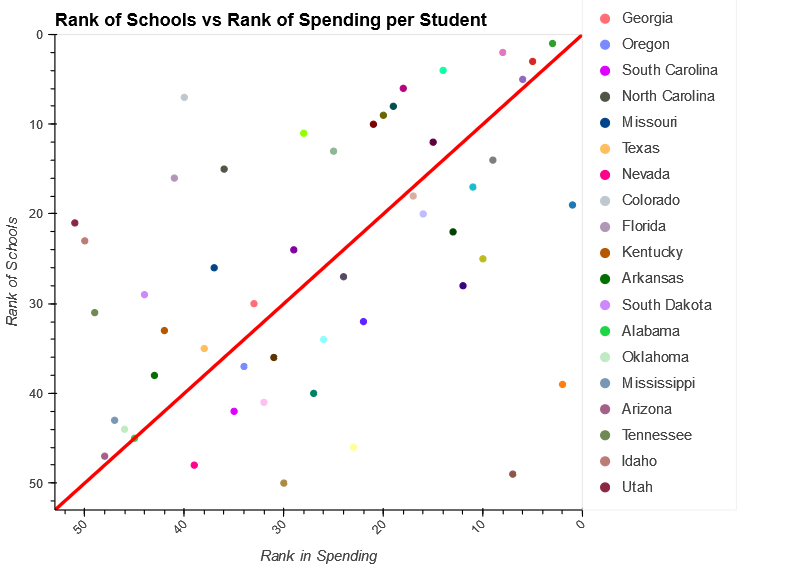 Rank of Schools vs Rank of Spending per Student
Rank of Schools
0
10
20
30
40
50
50
40
30
20
10
0
Rank in Spending
Georgia
Oregon
South Carolina
North Carolina
Missouri
Texas
Nevada
Colorado
Florida
Kentucky
Arkansas
South Dakota
Alabama
Oklahoma
Mississippi
Arizona
Tennessee
Idaho
Utah